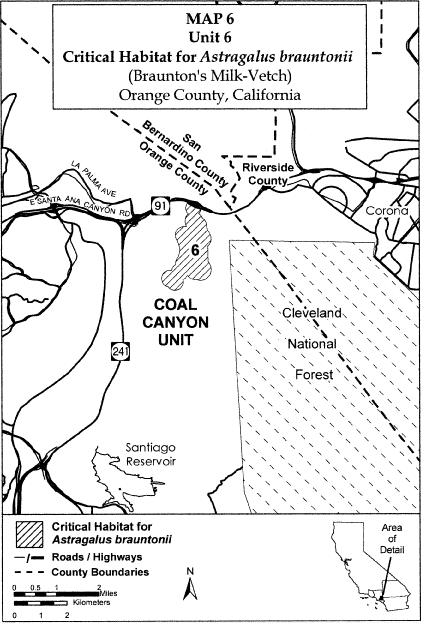 MAP 6
Unit 6
Critical Habitat for Astragalus brauntonii
(Braunton's Milk-Vetch)
Orange County, California
San
Bernardino County
Orange County
Riverside
County
LA PALMA AVE
E SANTA ANA CANYON RD
91
Corona
6
COAL
CANYON
UNIT
Cleveland
National
Forest
241
Santiago
Reservoir
Critical Habitat for
Astragalus brauntonii
Roads / Highways
County Boundaries
0 0.5 1 2
Miles
Kilometers
0 1 2
N
Area
of
Detail